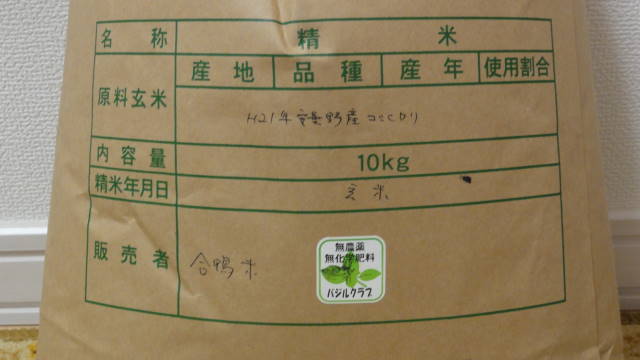 名称 精米
原料玄米 産地 品種 産年 使用割合
H21年安曇野産コシヒカリ
内容量 10kg
精米年月日 玄米
販売者 合鴨米
無農薬
無化学肥料
バジルクラブ